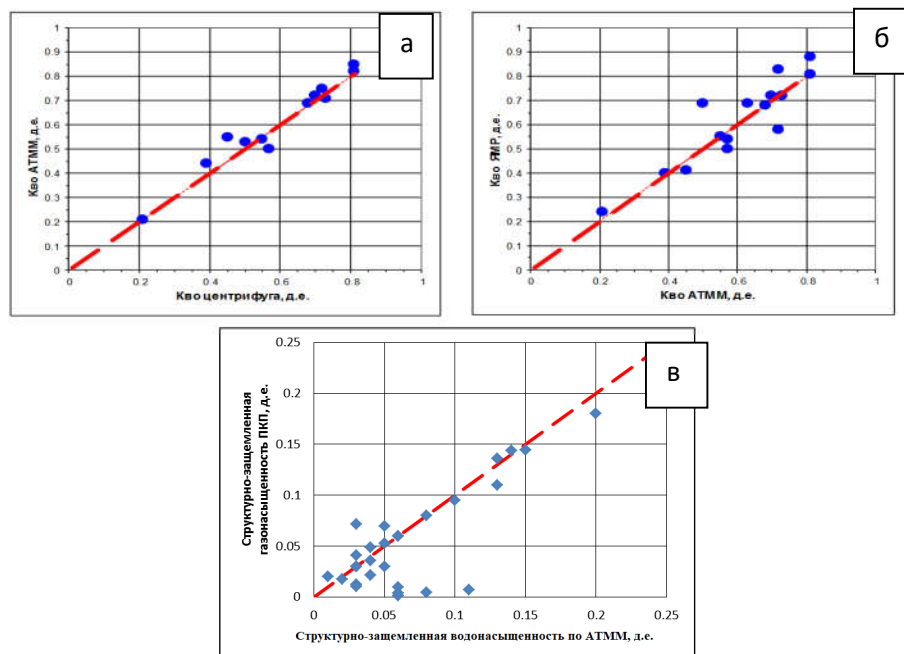 а
1
0.9
0.8
0.7
0.6
0.5
0.4
0.3
0.2
0.1
0
Кво АТММ, д.е.
0 0.2 0.4 0.6 0.8 1
Кво центрифуга, д.е.
б
1
0.9
0.8
0.7
0.6
0.5
0.4
0.3
0.2
0.1
0
Кво ЯМР, д.е.
0 0.2 0.4 0.6 0.8 1
Кво АТММ, д.е.
в
0.25
0.2
0.15
0.1
0.05
0
Структурно-защемленная
газонасыщенность ПКП, д.е.
0 0.05 0.1 0.15 0.2 0.25
Структурно-защемленная водонасыщенность по АТММ, д.е.